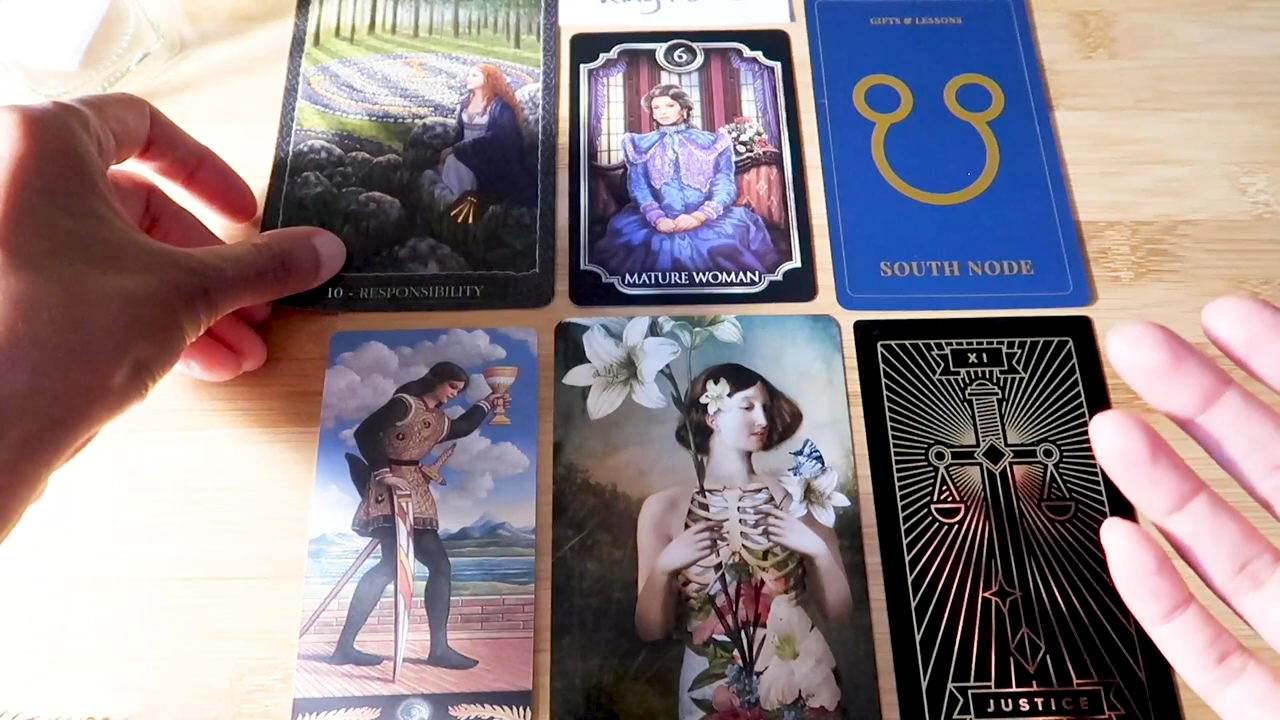 GIFTS & LESSONS
6
MATURE WOMAN
SOUTH NODE
10 - RESPONSIBILITY
XI
JUSTICE